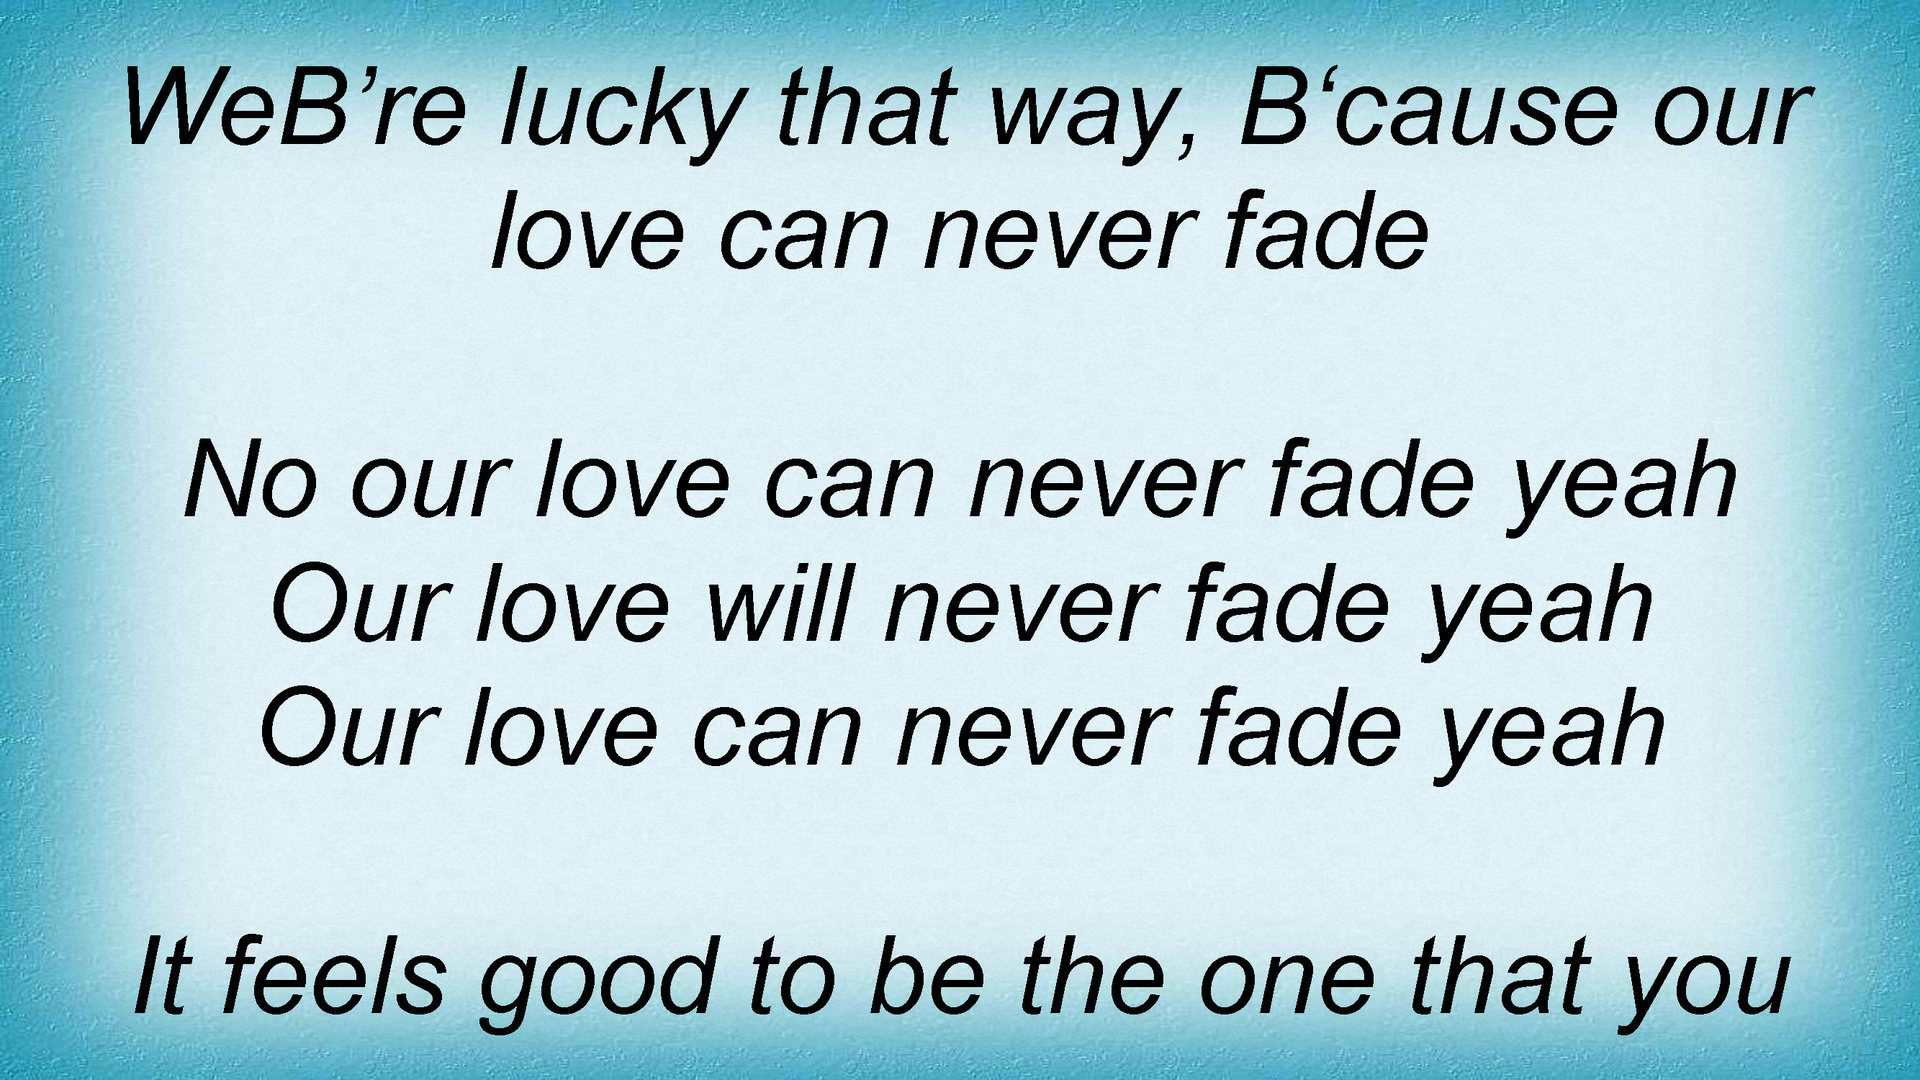 WeB’re lucky that way, B‘cause our
love can never fade
No our love can never fade yeah
Our love will never fade yeah
Our love can never fade yeah
It feels good to be the one that you